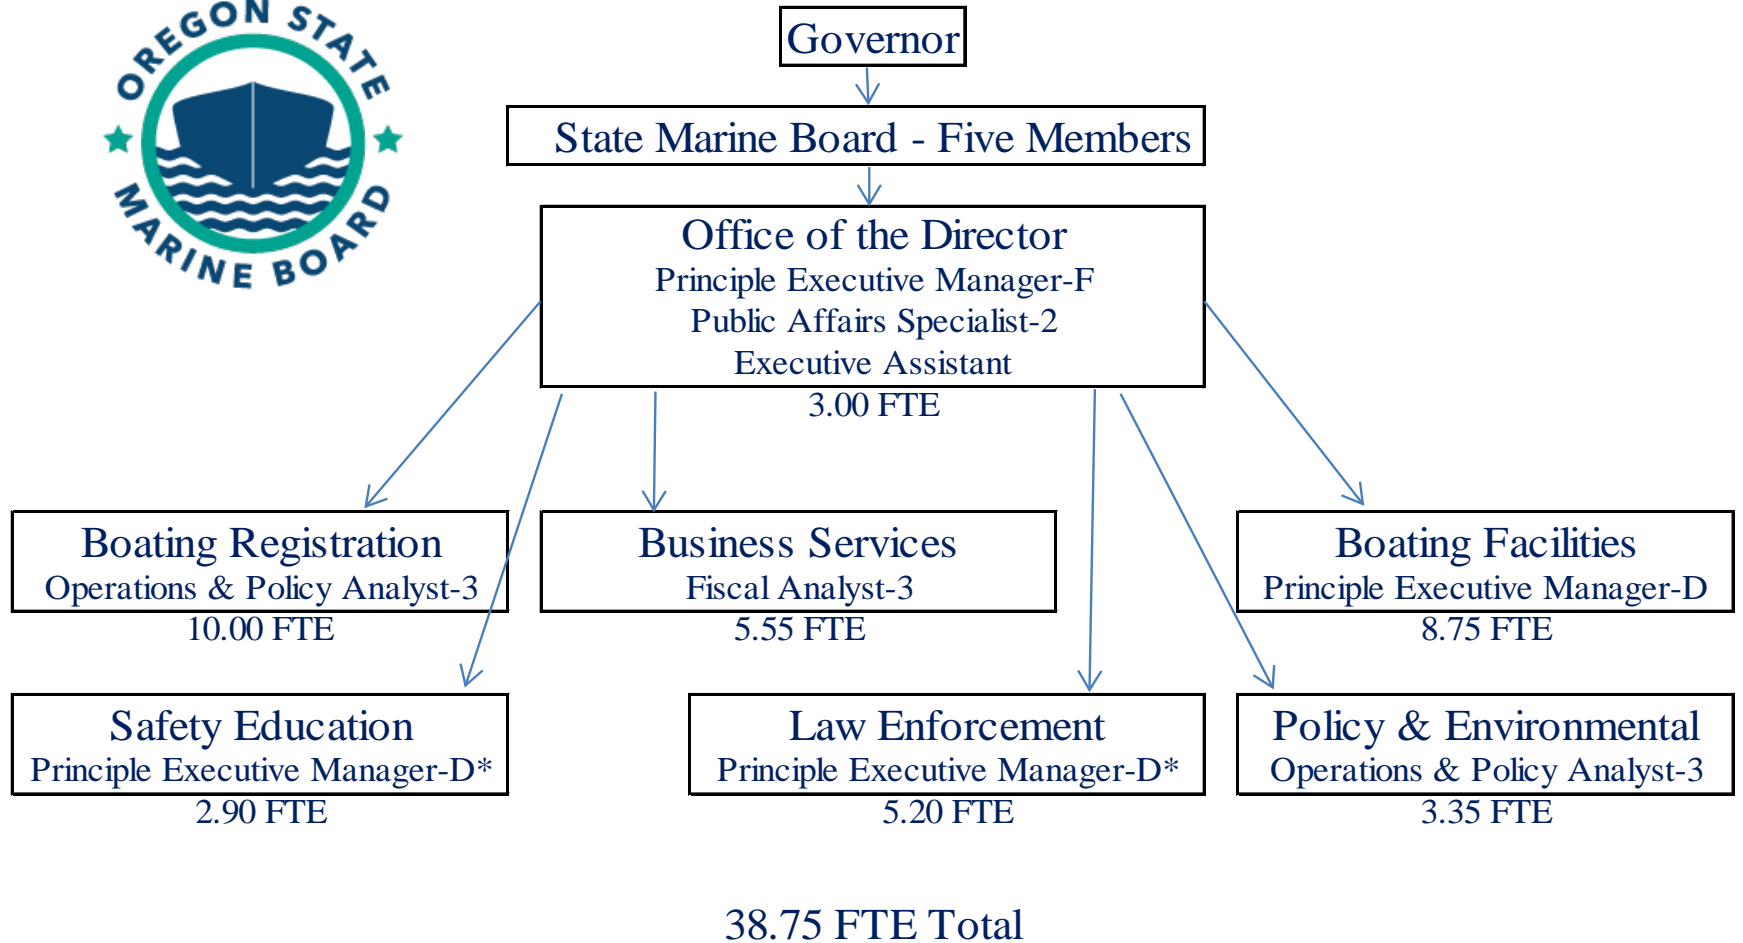 OREGON STATE
MARINE BOARD
Governor
State Marine Board - Five Members
Office of the Director
Principle Executive Manager-F
Public Affairs Specialist-2
Executive Assistant
3.00 FTE
Boating Registration
Operations & Policy Analyst-3
10.00 FTE
Business Services
Fiscal Analyst-3
5.55 FTE
Boating Facilities
Principle Executive Manager-D
8.75 FTE
Safety Education
Principle Executive Manager-D*
2.90 FTE
Law Enforcement
Principle Executive Manager-D*
5.20 FTE
Policy & Environmental
Operations & Policy Analyst-3
3.35 FTE
38.75 FTE Total